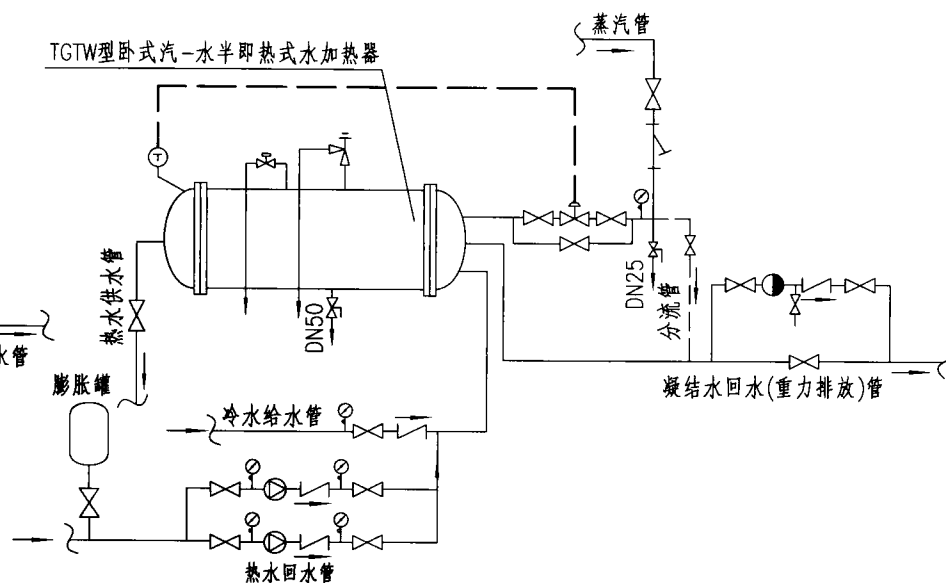 蒸汽管
TGTW型卧式汽-水半即热式水加热器
T
热水供水管
DN50
DN25
分流管
水管
膨胀罐
凝结水回水(重力排放)管
冷水给水管
热水回水管